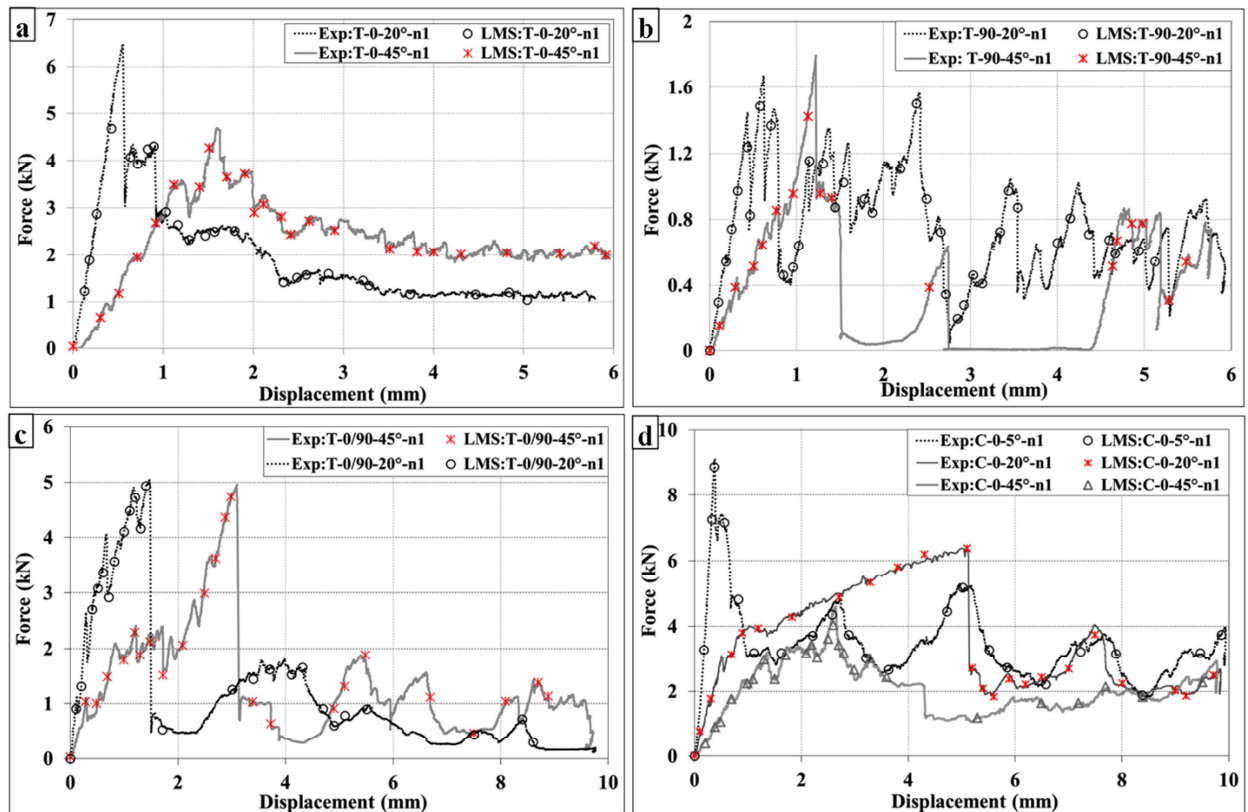 a
Exp:T-0-20°-n1 LMS:T-0-20°-n1
Exp:T-0-45°-n1 LMS:T-0-45°-n1
7
6
5
4
3
2
1
0
Force (kN)
0 1 2 3 4 5 6
Displacement (mm)
b
Exp:T-90-20°-n1 LMS:T-90-20°-n1
Exp: T-90-45°-n1 LMS:T-90-45°-n1
2
1.6
1.2
0.8
0.4
0
Force (kN)
0 1 2 3 4 5 6
Displacement (mm)
c
Exp:T-0/90-45°-n1 LMS:T-0/90-45°-n1
Exp:T-0/90-20°-n1 LMS:T-0/90-20°-n1
6
5
4
3
2
1
0
Force (kN)
0 2 4 6 8 10
Displacement (mm)
d
Exp:C-0-5°-n1 LMS:C-0-5°-n1
Exp:C-0-20°-n1 LMS:C-0-20°-n1
Exp:C-0-45°-n1 LMS:C-0-45°-n1
10
8
6
4
2
0
Force (kN)
0 2 4 6 8 10
Displacement (mm)